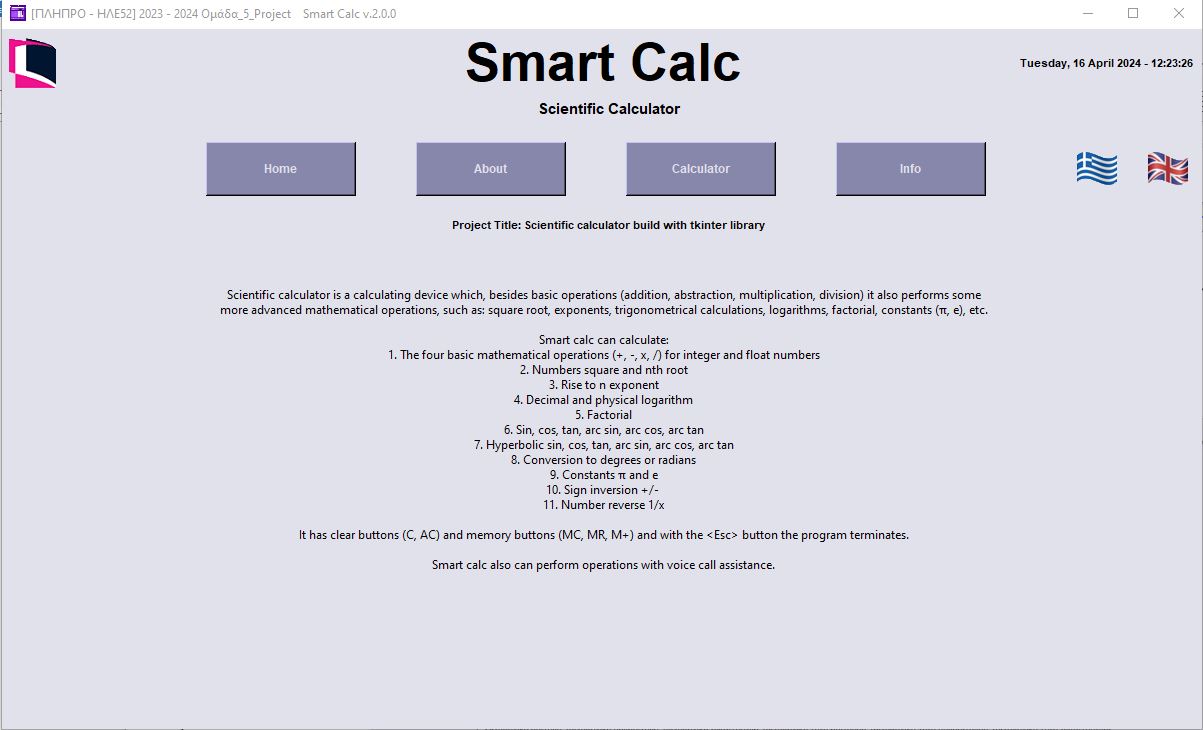 [ΠΛΗΠΡΟ - ΗΛΕ52] 2023 - 2024 Ομάδα_5_Project    Smart Calc v.2.0.0
Smart Calc
Tuesday, 16 April 2024 - 12:23:26
Scientific Calculator
Home
About
Calculator
Info
Project Title: Scientific calculator build with tkinter library
Scientific calculator is a calculating device which, besides basic operations (addition, abstraction, multiplication, division) it also performs some
more advanced mathematical operations, such as: square root, exponents, trigonometrical calculations, logarithms, factorial, constants (π, e), etc.
Smart calc can calculate:
1. The four basic mathematical operations (+, -, x, /) for integer and float numbers
2. Numbers square and nth root
3. Rise to n exponent
4. Decimal and physical logarithm
5. Factorial
6. Sin, cos, tan, arc sin, arc cos, arc tan
7. Hyperbolic sin, cos, tan, arc sin, arc cos, arc tan
8. Conversion to degrees or radians
9. Constants π and e
10. Sign inversion +/-
11. Number reverse 1/x
It has clear buttons (C, AC) and memory buttons (MC, MR, M+) and with the <Esc> button the program terminates.
Smart calc also can perform operations with voice call assistance.